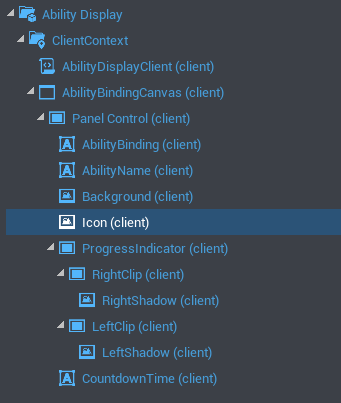 Ability Display
ClientContext
AbilityDisplayClient (client)
AbilityBindingCanvas (client)
Panel Control (client)
AbilityBinding (client)
AbilityName (client)
Background (client)
Icon (client)
ProgressIndicator (client)
RightClip (client)
RightShadow (client)
LeftClip (client)
LeftShadow (client)
CountdownTime (client)